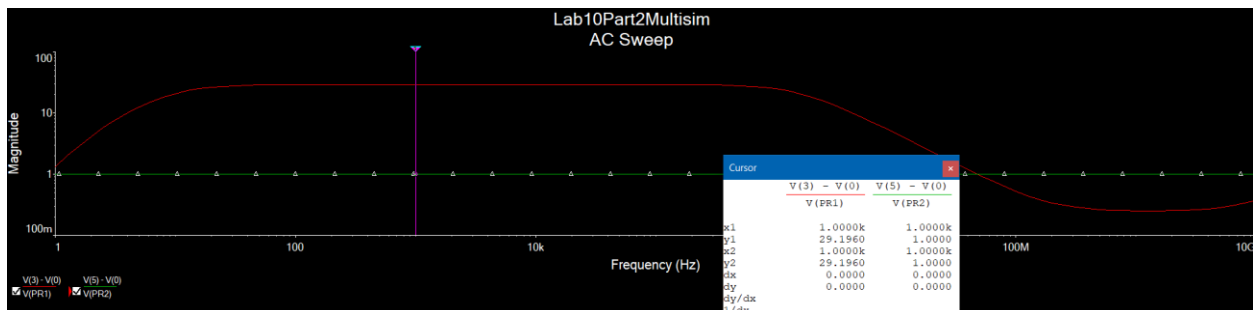 Lab10Part2Multisim
AC Sweep
Magnitude
100
10
1
100m
1
100
10k
100M
10G
Frequency (Hz)
V(3) - V(0)
V(PR1)
V(5) - V(0)
V(PR2)
Cursor
V(3) - V(0) V(5) - V(0)
V(PR1) V(PR2)
x1 1.0000k 1.0000k
y1 29.1960 1.0000
x2 1.0000k 1.0000k
y2 29.1960 1.0000
dx 0.0000 0.0000
dy 0.0000 0.0000
dy/dx
1/dx